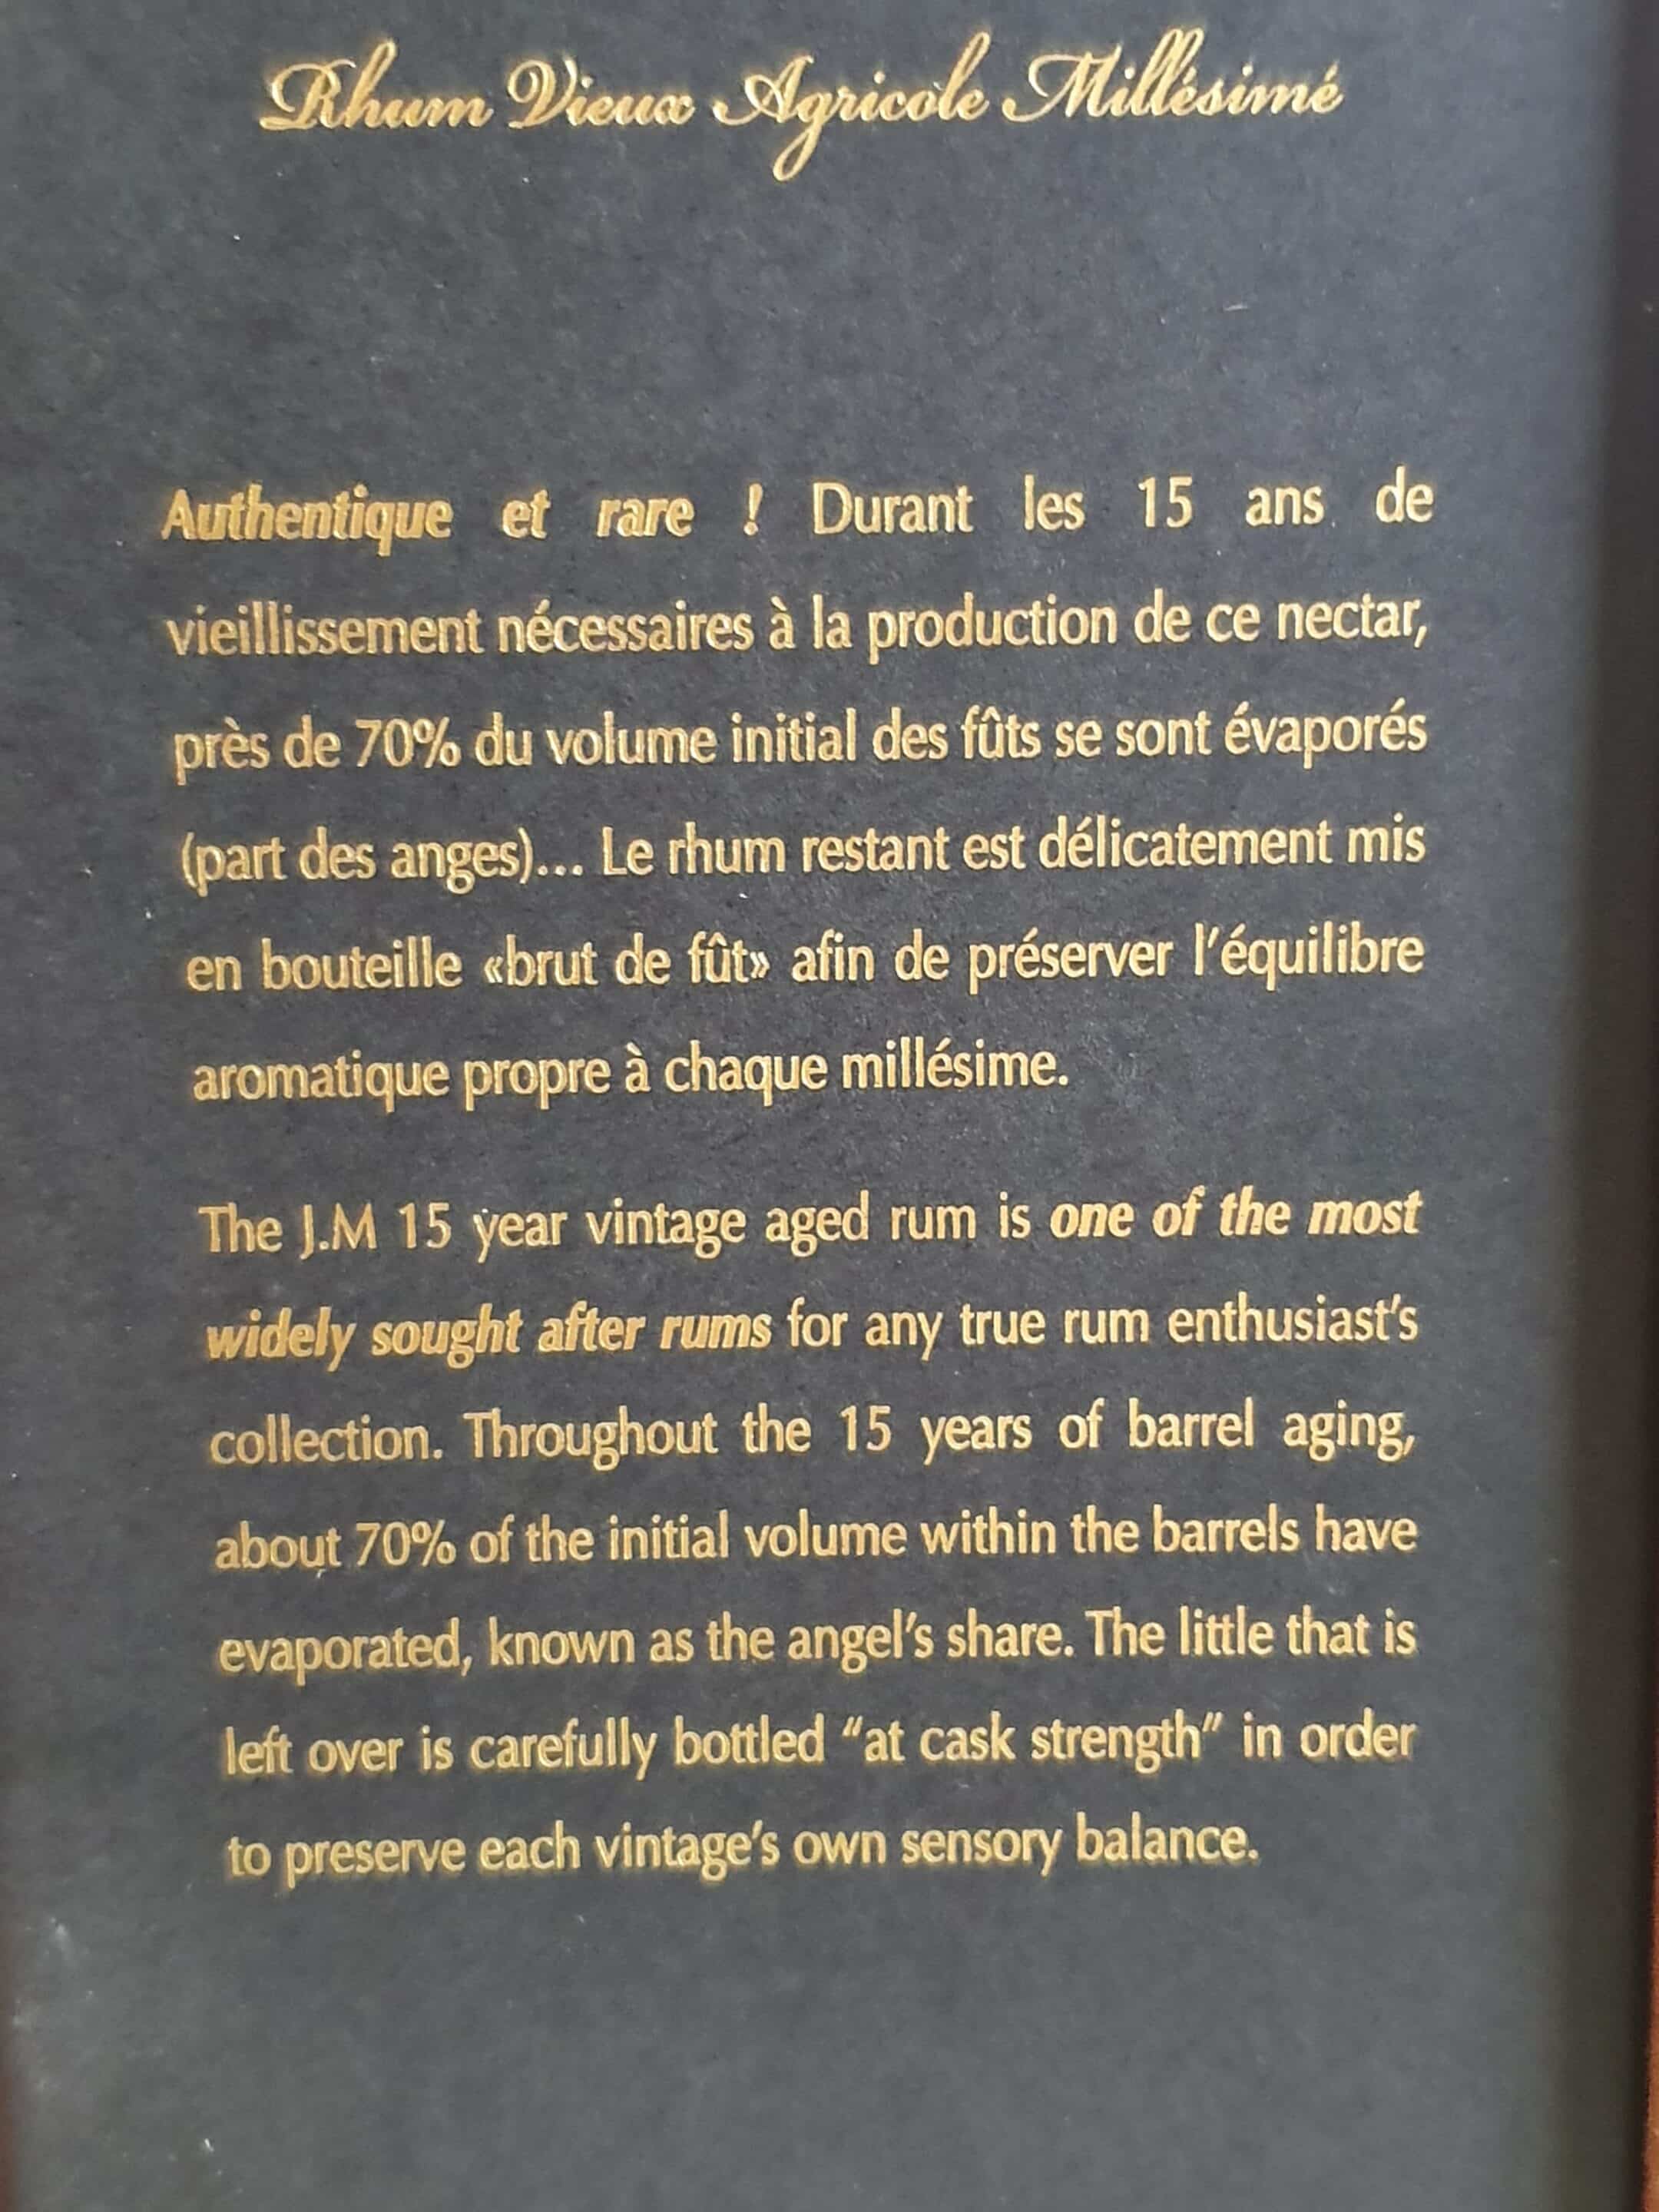 Rhum Vieux Agricole Millésimé
Authentique et rare ! Durant les 15 ans de
vieillissement nécessaires à la production de ce nectar,
près de 70% du volume initial des fûts se sont évaporés
(part des anges)... Le rhum restant est délicatement mis
en bouteille «brut de fût» afin de préserver l'équilibre
aromatique propre à chaque millésime.
The J.M 15 year vintage aged rum is one of the most
widely sought after rums for any true rum enthusiast's
collection. Throughout the 15 years of barrel aging,
about 70% of the initial volume within the barrels have
evaporated, known as the angel's share. The little that is
left over is carefully bottled "at cask strength" in order
to preserve each vintage's own sensory balance.